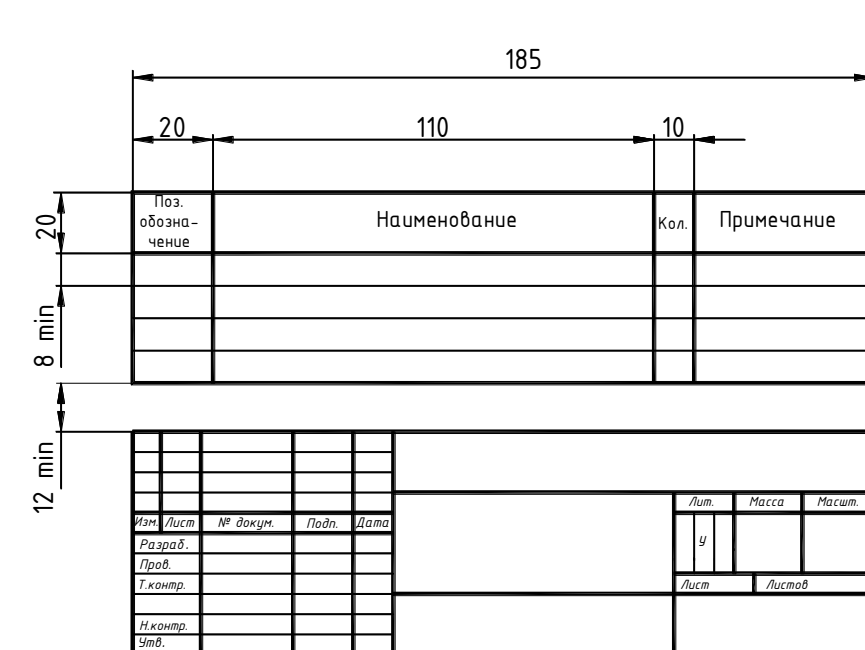 185
20
110
10
20
Поз.
обозна-
чение
Наименование
Кол.
Примечание
8 min
12 min
Лит.
Масса
Масшт.
Изм.
Лист
№ докум.
Подп.
Дата
У
Разраб.
Пров.
Т.контр.
Лист
Листов
Н.контр.
Утв.